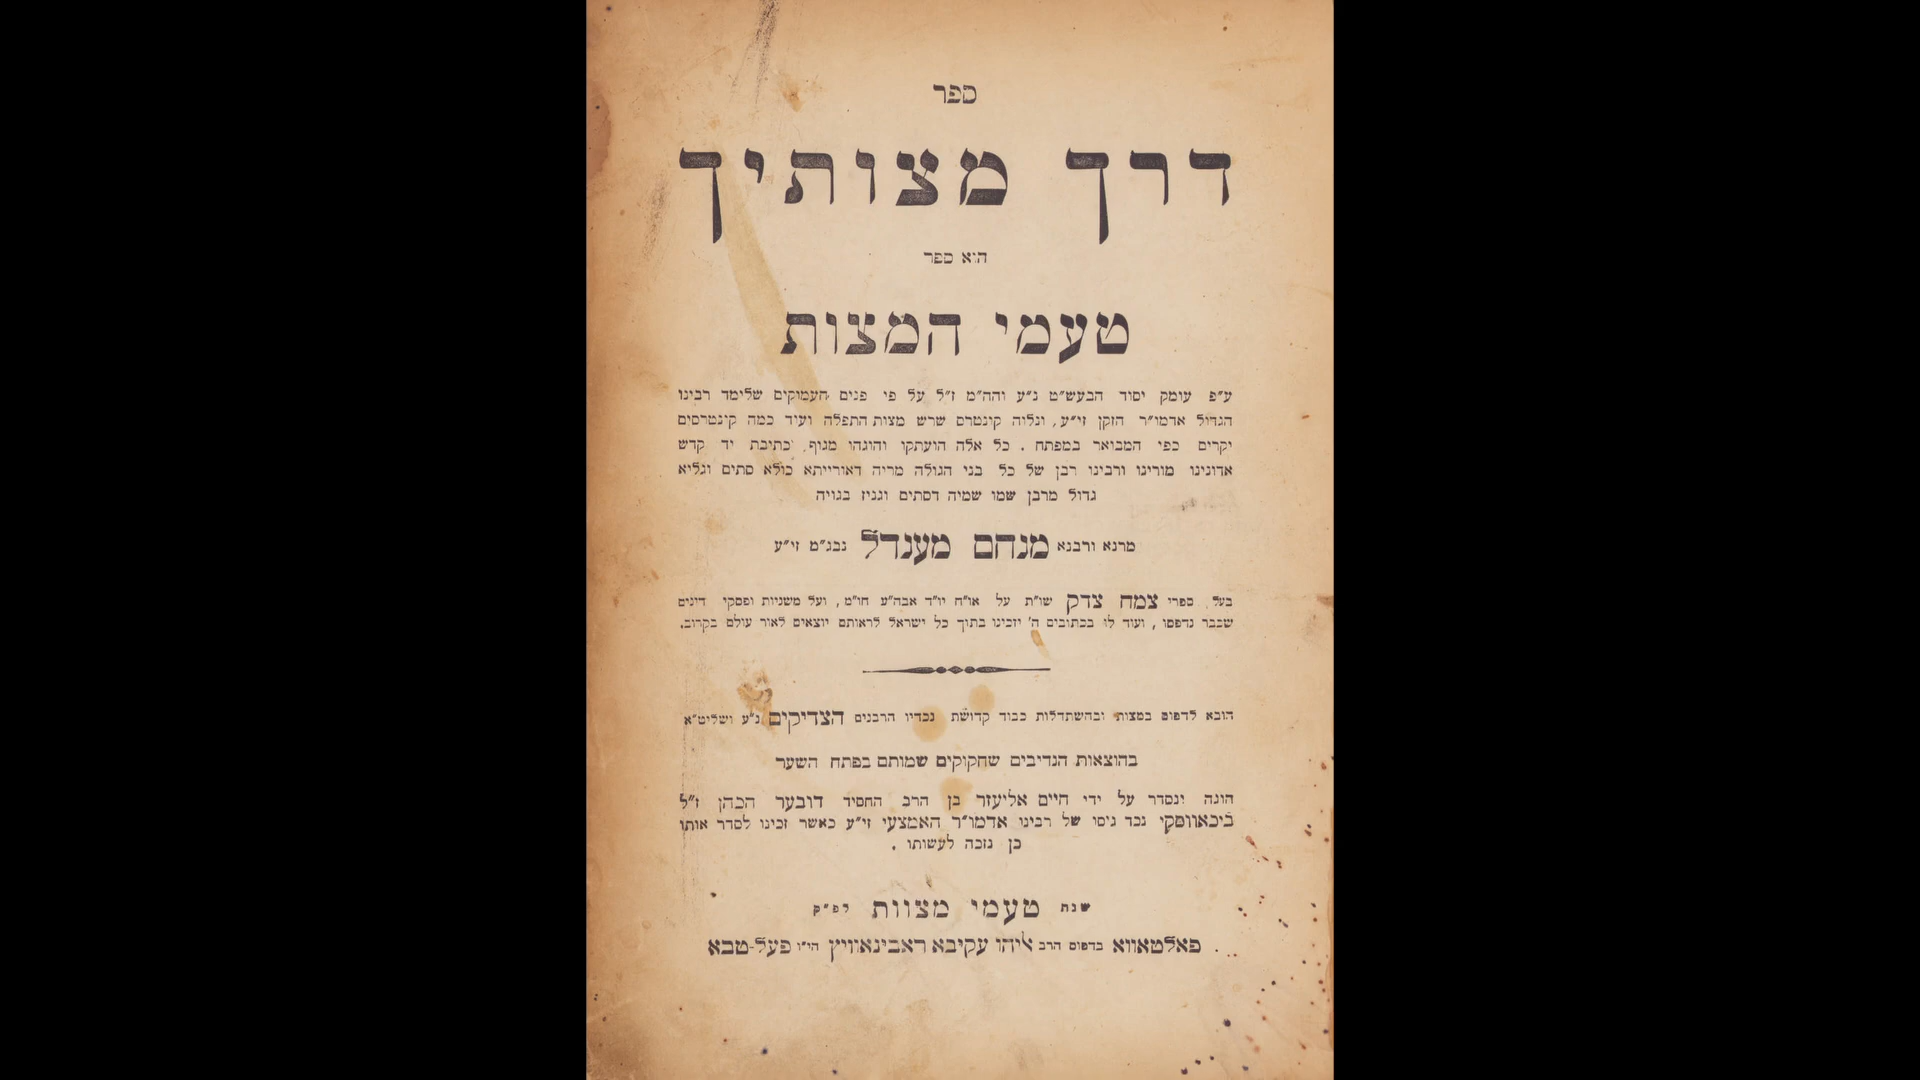 ספר
דרך מצותיך
הוא ספר
טעמי המצות
ע״פ עומק יסוד הבעש״ט נ״ע והה״מ ז״ל על פי פנים העמוקים שלימד רבינו
הגדול אדמו״ר הזקן זי״ע, ונלוה קונטרס שרש מצות התפלה ועוד כמה קינטרסים
יקרים כפי המבואר במפתח . כל אלה הועתקו והוגהו מגוף כתיבת יד קדש
אדונינו מורינו ורבינו רבן של כל בני הגולה מריה דאורייתא כולא סתים וגליא
גדול מרבן שמו שמיה דסתים וגניז בגויה
מרנא ורבנא מנחם מענדל נבג״מ זי״ע
בעל ספרי צמח צדק שו״ת על או״ח יו״ד אבה״ע חו״מ, ועל משניות ופסקי דינים
שכבר נדפסו , ועוד לו בכתובים ה׳ יזכינו בתוך כל ישראל לראותם יוצאים לאור עולם בקרוב.
הובא לדפוס במצות ובהשתדלות כבוד קדושת נכדיו הרבנים הצדיקים נ״ע ושליט״א
בהוצאות הנדיבים שחקוקים שמותם בפתח השער
הוגה ונסדר על ידי חיים אליעזר בן הרב החסיד דובער הכהן ז״ל
ביכאווסקי נכד גיסו של רבינו אדמו״ר האמצעי זי״ע כאשר זכינו לסדר אותו
כן נזכה לעשותו .
שנת טעמי מצוות לפ״ק
פאלטאווא בדפוס הרב אליהו עקיבא ראבינאוויץ הי״ו פעל-טבא